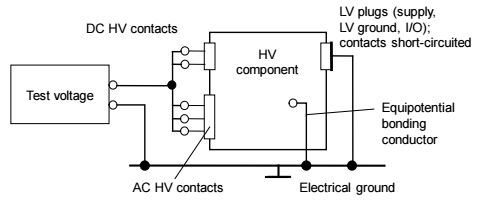 LV plugs (supply,
LV ground, I/O);
contacts short-circuited
DC HV contacts
HV
component
Test voltage
Equipotential
bonding
conductor
AC HV contacts
Electrical ground